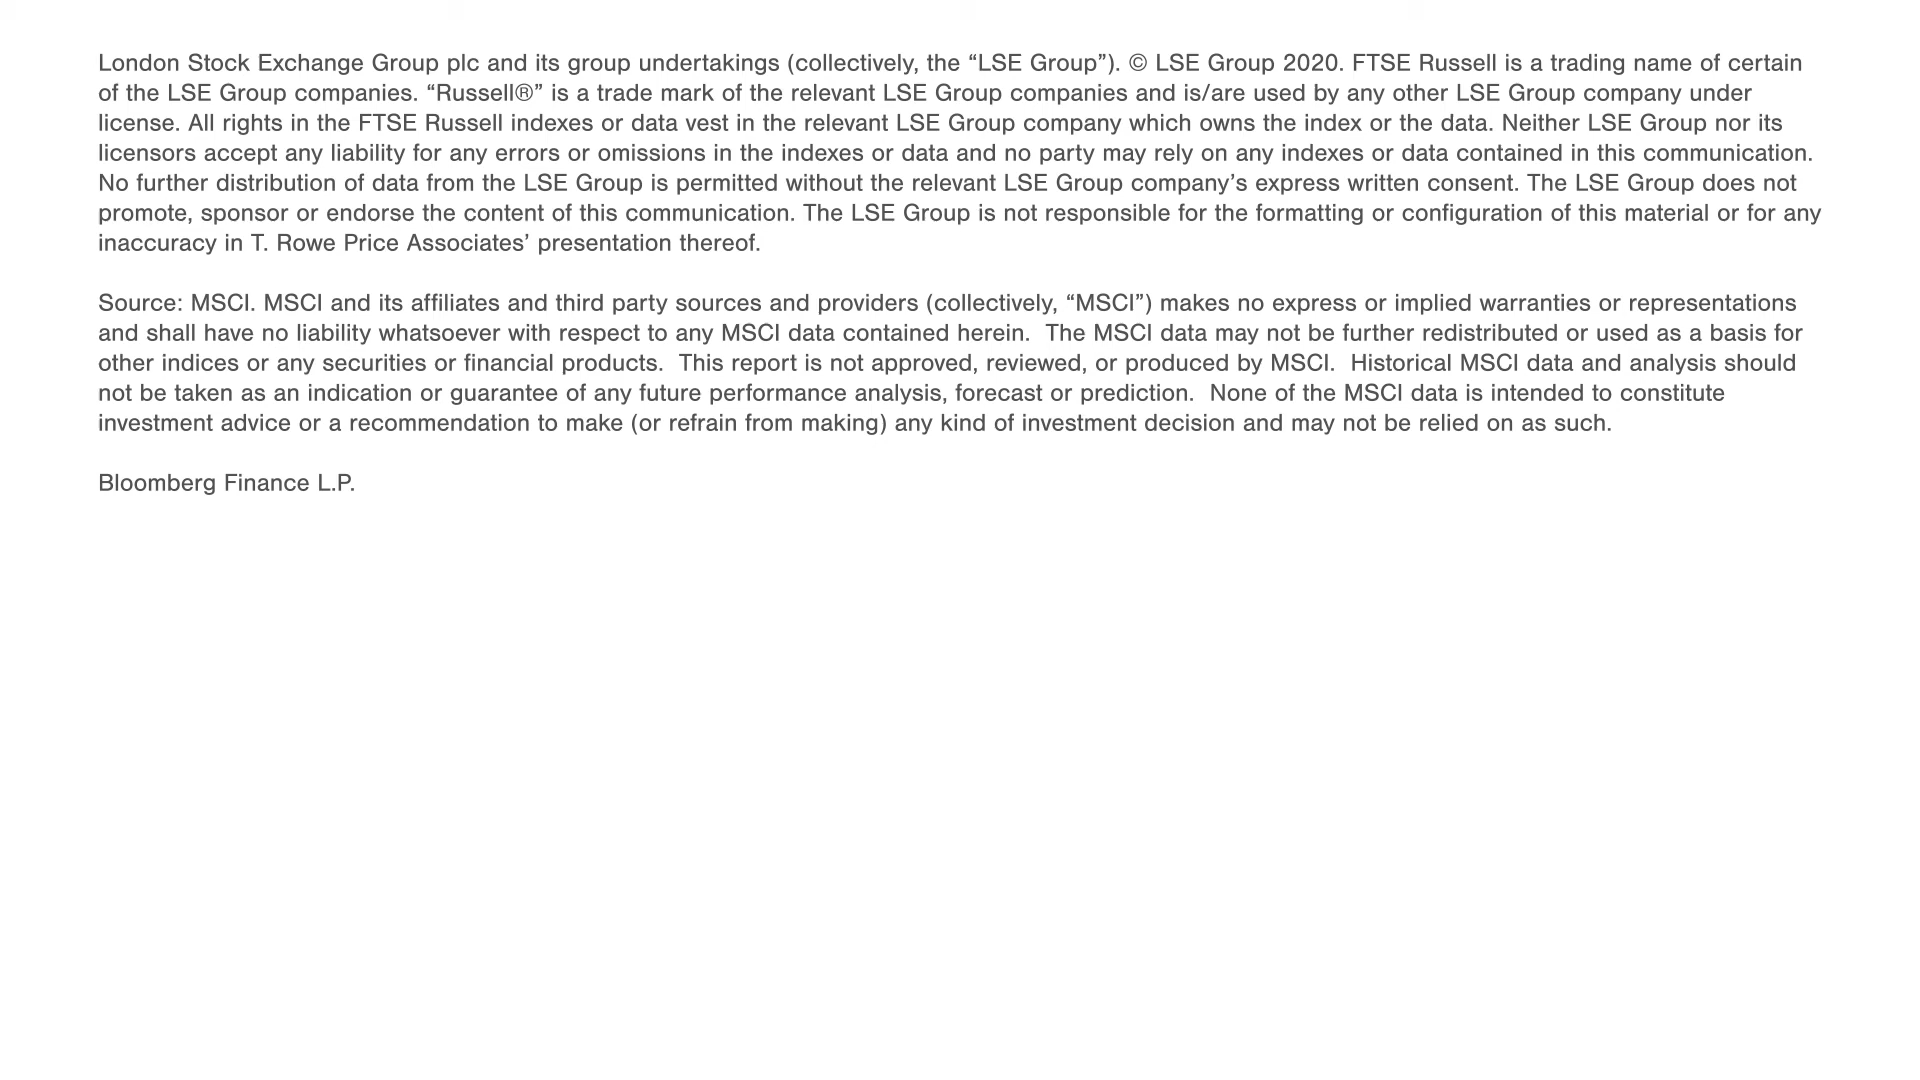 London Stock Exchange Group plc and its group undertakings (collectively, the “LSE Group”). © LSE Group 2020. FTSE Russell is a trading name of certain
of the LSE Group companies. “Russell®” is a trade mark of the relevant LSE Group companies and is/are used by any other LSE Group company under
license. All rights in the FTSE Russell indexes or data vest in the relevant LSE Group company which owns the index or the data. Neither LSE Group nor its
licensors accept any liability for any errors or omissions in the indexes or data and no party may rely on any indexes or data contained in this communication.
No further distribution of data from the LSE Group is permitted without the relevant LSE Group company’s express written consent. The LSE Group does not
promote, sponsor or endorse the content of this communication. The LSE Group is not responsible for the formatting or configuration of this material or for any
inaccuracy in T. Rowe Price Associates’ presentation thereof.
Source: MSCI. MSCI and its affiliates and third party sources and providers (collectively, “MSCI”) makes no express or implied warranties or representations
and shall have no liability whatsoever with respect to any MSCI data contained herein.  The MSCI data may not be further redistributed or used as a basis for
other indices or any securities or financial products.  This report is not approved, reviewed, or produced by MSCI.  Historical MSCI data and analysis should
not be taken as an indication or guarantee of any future performance analysis, forecast or prediction.  None of the MSCI data is intended to constitute
investment advice or a recommendation to make (or refrain from making) any kind of investment decision and may not be relied on as such.
Bloomberg Finance L.P.